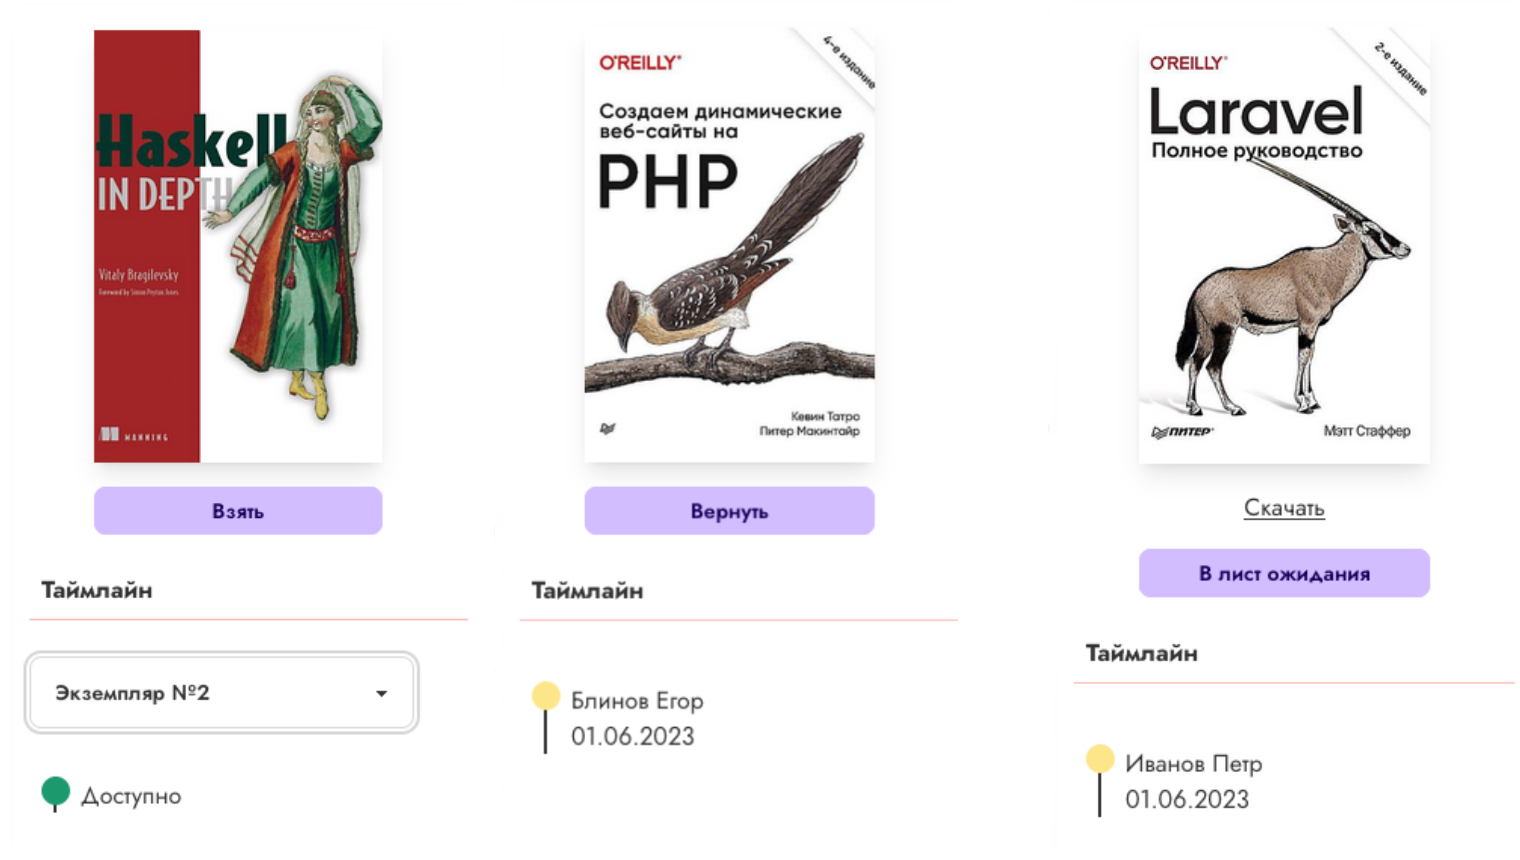 Haskell
IN DEPTH
Vitaly Bragilevsky
Foreword by Simon Peyton Jones
MANNING
Взять
Таймлайн
Экземпляр №2
Доступно
4-е издание
O'REILLY®
Создаем динамические
веб-сайты на
PHP
Кевин Татро
Питер Макинтайр
Вернуть
Таймлайн
Блинов Егор
01.06.2023
2-е издание
O'REILLY®
Laravel
Полное руководство
ПИТЕР®
Мэтт Стаффер
Скачать
В лист ожидания
Таймлайн
Иванов Петр
01.06.2023